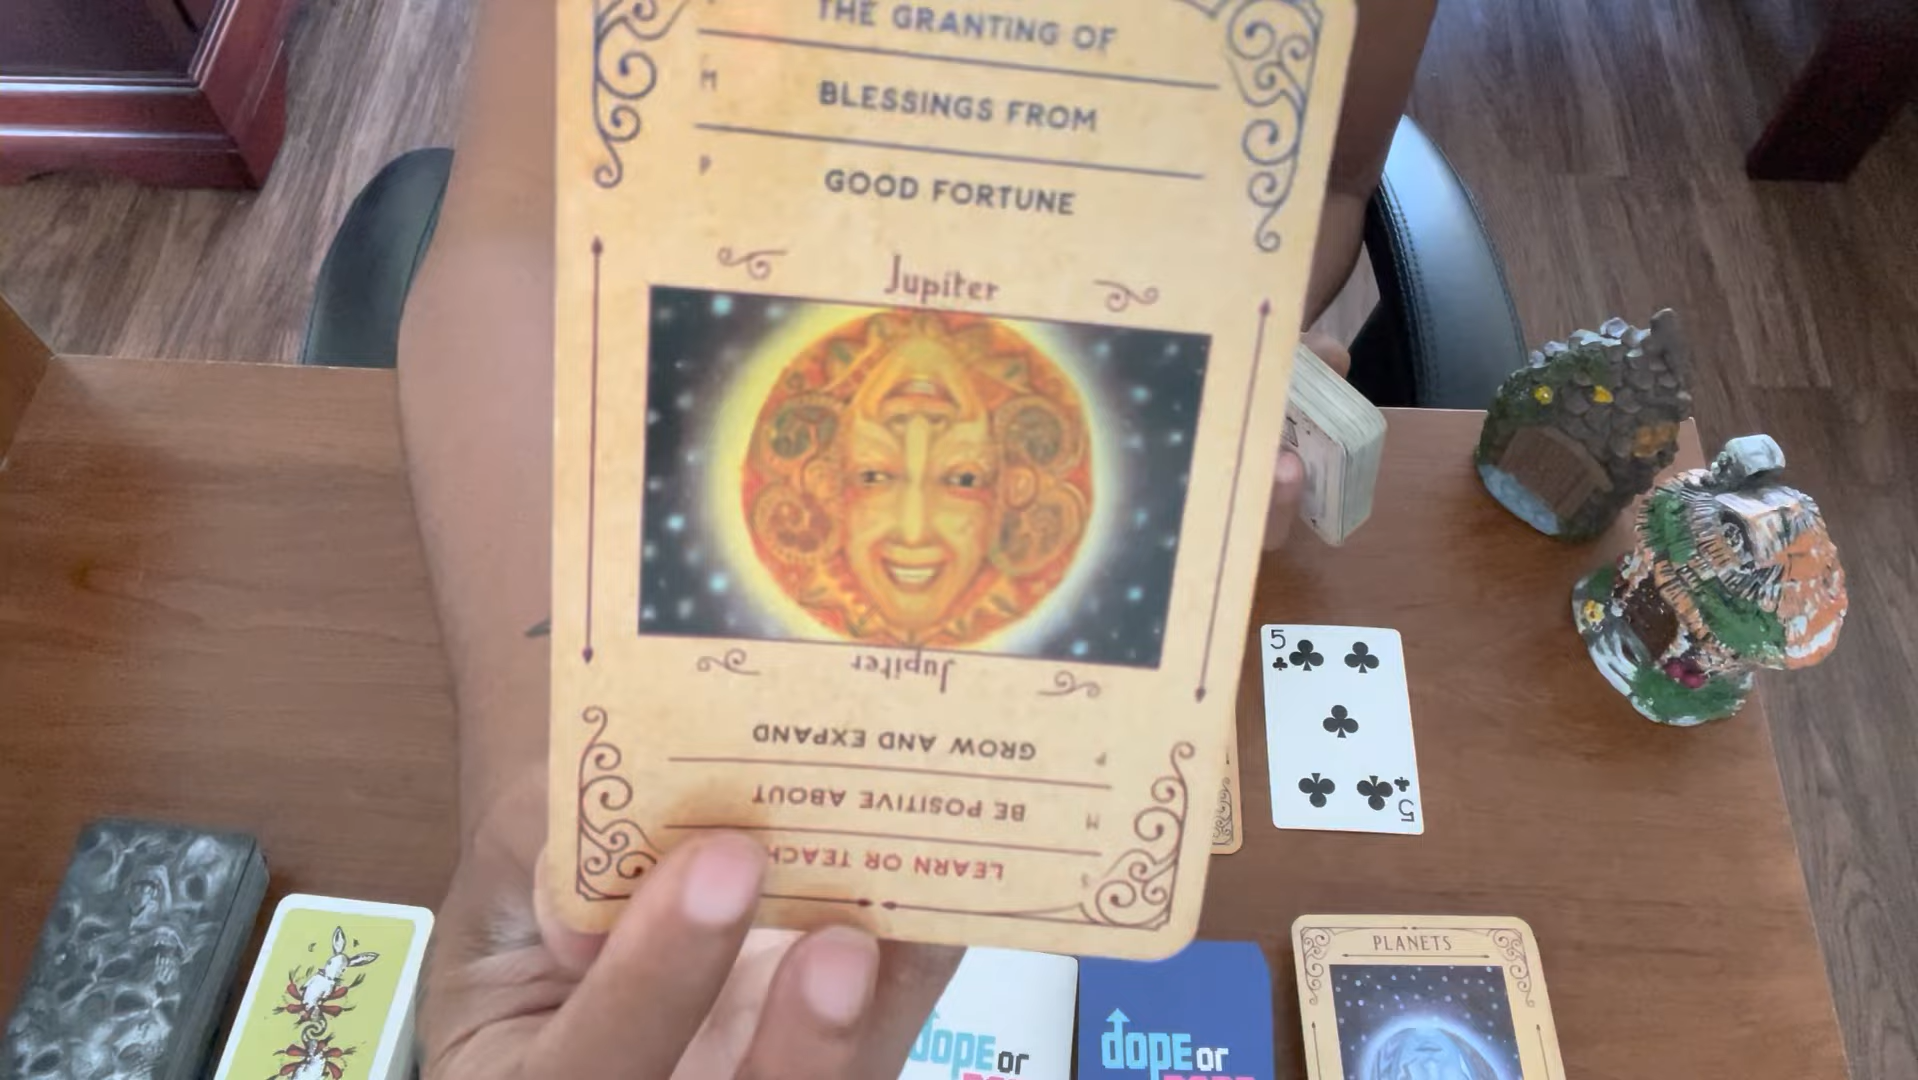 THE GRANTING OF
M
BLESSINGS FROM
P
GOOD FORTUNE
Jupiter
Jupiter
GROW AND EXPAND
P
BE POSITIVE ABOUT
M
LEARN OR TEACH
S
5
5
PLANETS
dOPE or
dOPE or